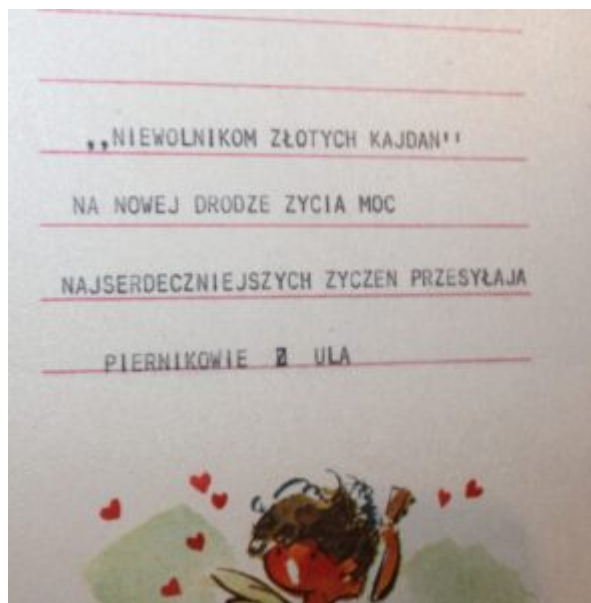 ,,NIEWOLNIKOM ZŁOTYCH KAJDAN''
NA NOWEJ DRODZE ZYCIA MOC
NAJSERDECZNIEJSZYCH ZYCZEN PRZESYŁAJA
PIERNIKOWIE Z ULA